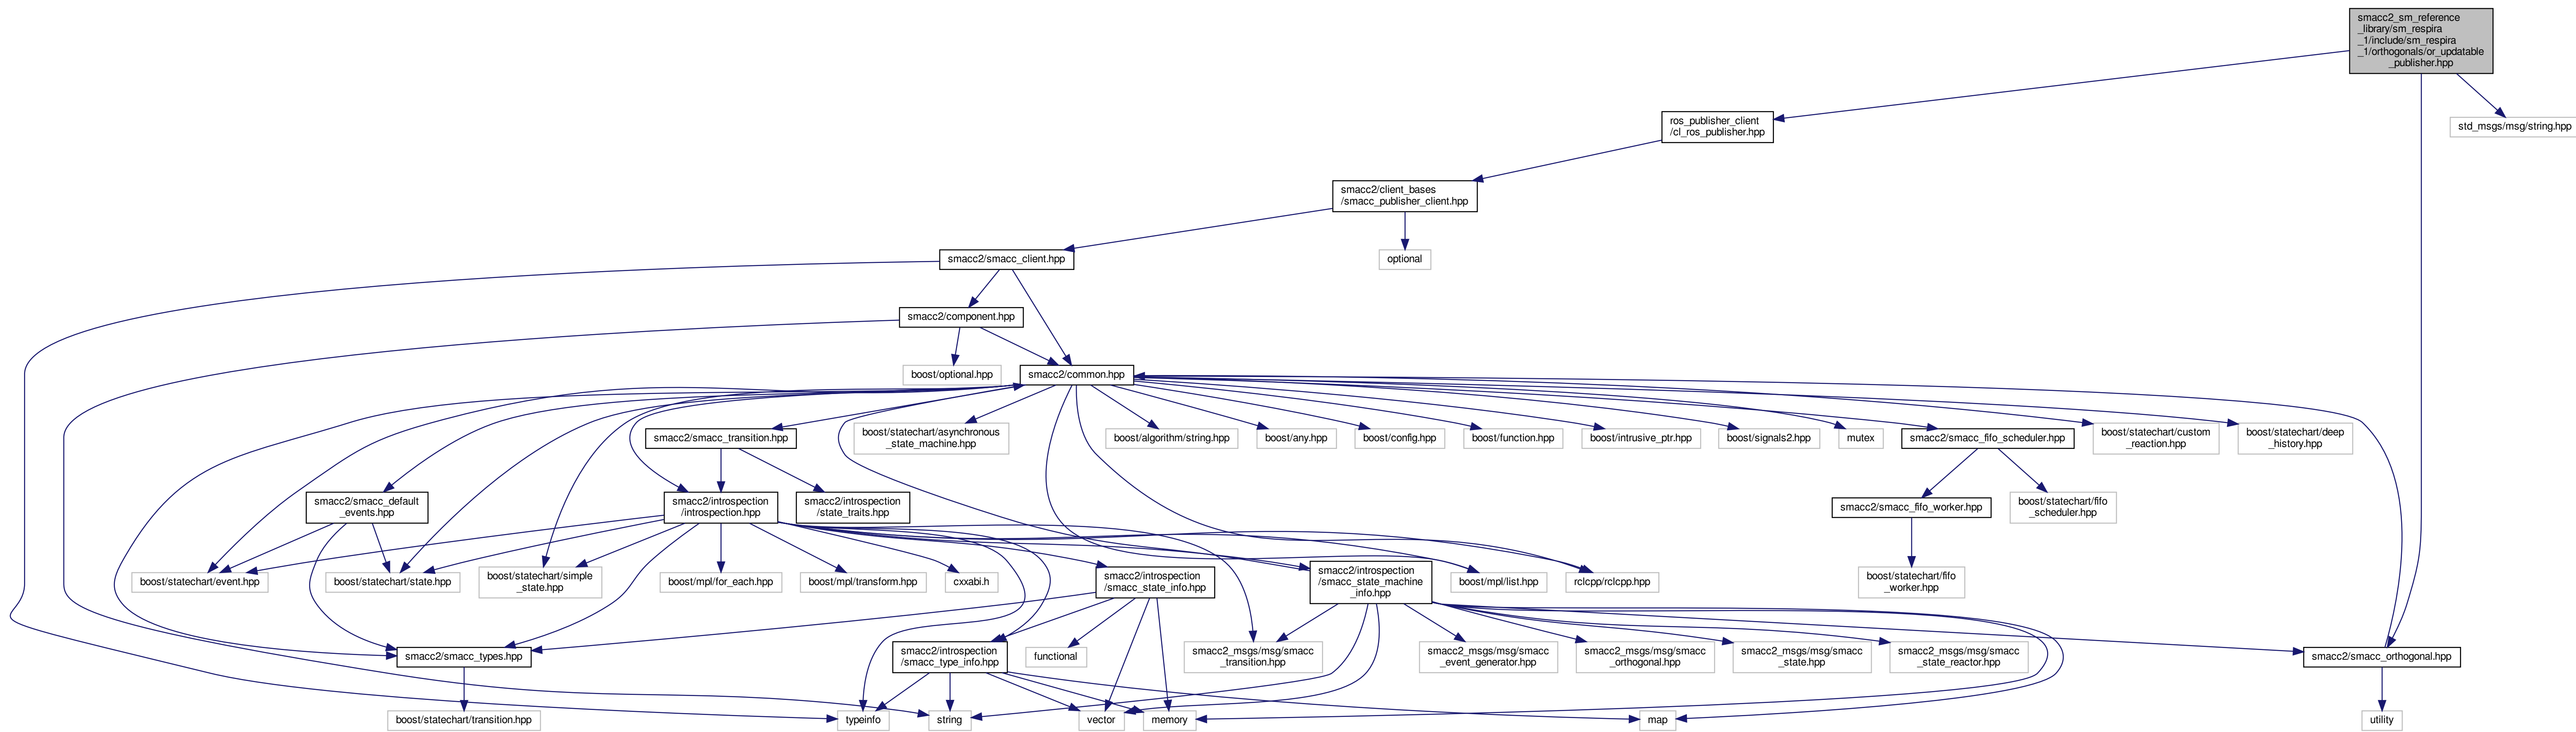 smacc2_sm_reference
_library/sm_respira
_1/include/sm_respira
_1/orthogonals/or_updatable
_publisher.hpp
ros_publisher_client
/cl_ros_publisher.hpp
std_msgs/msg/string.hpp
smacc2/client_bases
/smacc_publisher_client.hpp
smacc2/smacc_client.hpp
optional
smacc2/component.hpp
boost/optional.hpp
smacc2/common.hpp
smacc2/smacc_transition.hpp
boost/statechart/asynchronous
_state_machine.hpp
boost/algorithm/string.hpp
boost/any.hpp
boost/config.hpp
boost/function.hpp
boost/intrusive_ptr.hpp
boost/signals2.hpp
mutex
smacc2/smacc_fifo_scheduler.hpp
boost/statechart/custom
_reaction.hpp
boost/statechart/deep
_history.hpp
smacc2/smacc_default
_events.hpp
smacc2/introspection
/introspection.hpp
smacc2/introspection
/state_traits.hpp
smacc2/smacc_fifo_worker.hpp
boost/statechart/fifo
_scheduler.hpp
boost/statechart/event.hpp
boost/statechart/state.hpp
boost/statechart/simple
_state.hpp
boost/mpl/for_each.hpp
boost/mpl/transform.hpp
cxxabi.h
smacc2/introspection
/smacc_state_info.hpp
smacc2/introspection
/smacc_state_machine
_info.hpp
boost/mpl/list.hpp
rclcpp/rclcpp.hpp
boost/statechart/fifo
_worker.hpp
smacc2/smacc_types.hpp
smacc2/introspection
/smacc_type_info.hpp
functional
smacc2_msgs/msg/smacc
_transition.hpp
smacc2_msgs/msg/smacc
_event_generator.hpp
smacc2_msgs/msg/smacc
_orthogonal.hpp
smacc2_msgs/msg/smacc
_state.hpp
smacc2_msgs/msg/smacc
_state_reactor.hpp
smacc2/smacc_orthogonal.hpp
boost/statechart/transition.hpp
typeinfo
string
vector
memory
map
utility